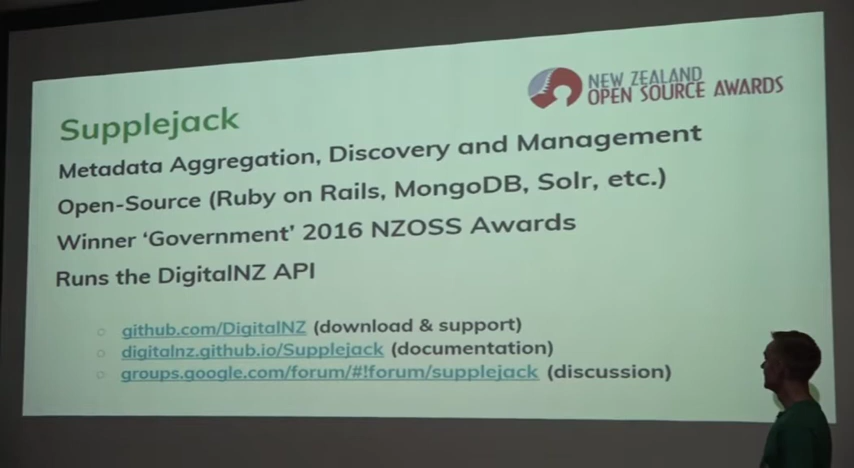 NEW ZEALAND
OPEN SOURCE AWARDS
Supplejack
Metadata Aggregation, Discovery and Management
Open-Source (Ruby on Rails, MongoDB, Solr, etc.)
Winner ‘Government’ 2016 NZOSS Awards
Runs the DigitalNZ API
github.com/DigitalNZ (download & support)
digitalnz.github.io/Supplejack (documentation)
groups.google.com/forum/#!forum/supplejack (discussion)